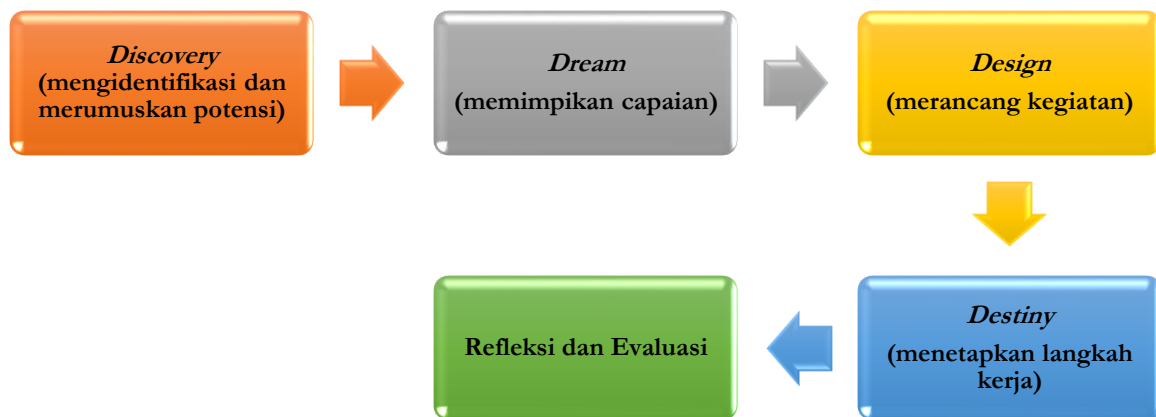 Discovery
(mengidentifikasi dan
merumuskan potensi)
Dream
(memimpikan capaian)
Design
(merancang kegiatan)
Destiny
(menetapkan langkah
kerja)
Refleksi dan Evaluasi